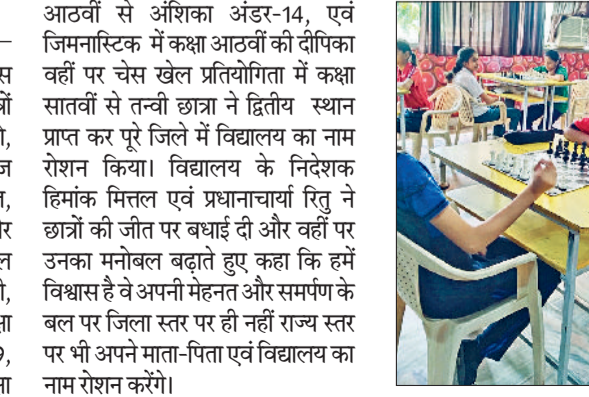 आठवीं से अंशिका अंडर-14, एवं
जिमनास्टिक में कक्षा आठवीं की दीपिका
वहीं पर चेस खेल प्रतियोगिता में कक्षा
सातवीं से तन्वी छात्रा ने द्वितीय स्थान
प्राप्त कर पूरे जिले में विद्यालय का नाम
रोशन किया। विद्यालय के निदेशक
हिमांक मित्तल एवं प्रधानाचार्या रितु ने
छात्रों की जीत पर बधाई दी और वहीं पर
उनका मनोबल बढ़ाते हुए कहा कि हमें
विश्वास है वे अपनी मेहनत और समर्पण के
बल पर जिला स्तर पर ही नहीं राज्य स्तर
पर भी अपने माता-पिता एवं विद्यालय का
नाम रोशन करेंगे।